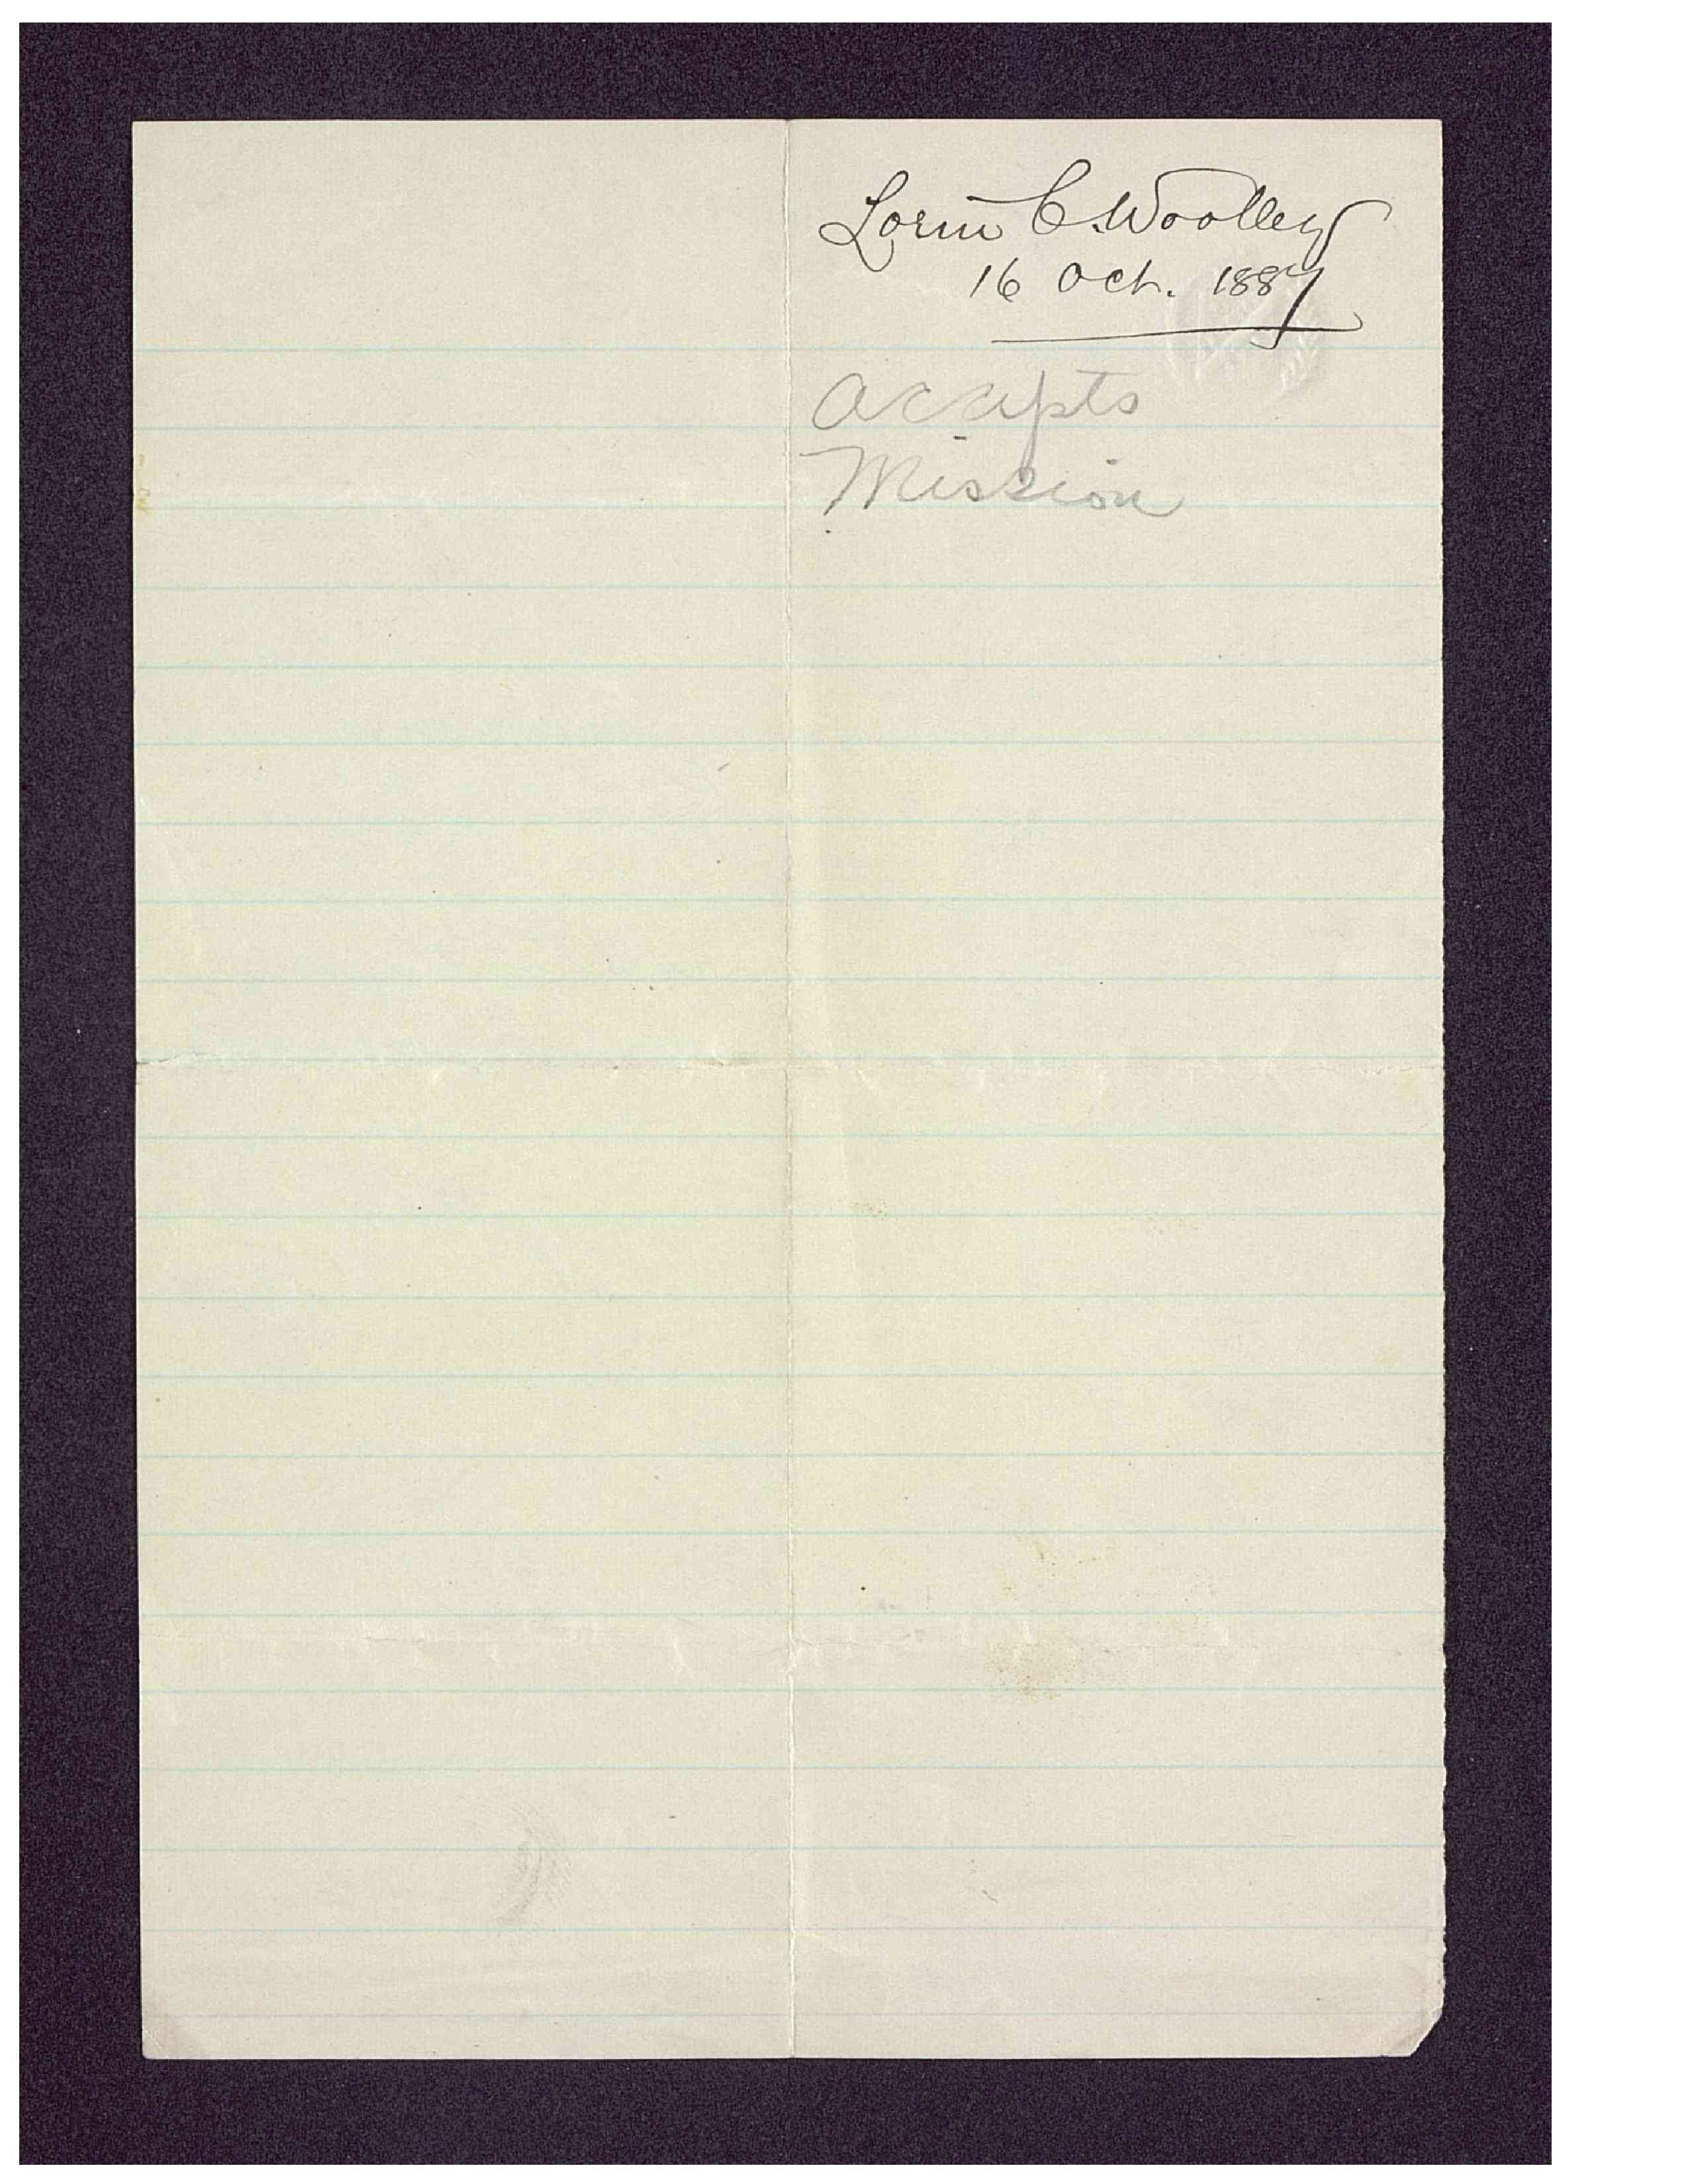 Lorin C. Woolley
16 Oct. 1887
accepts
Mission